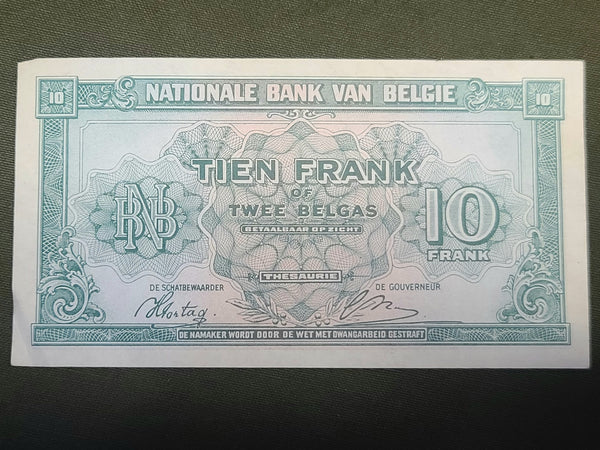 10 NATIONALE BANK VAN BELGIE 10
TIEN FRANK
OF
TWEE BELGAS
BETAALBAAR OP ZICHT
NBB 10
FRANK
THESAURIE
DE SCHATBEWAARDER DE GOUVERNEUR
DE NAMAKER WORDT DOOR DE WET MET DWANGARBEID GESTRAFT